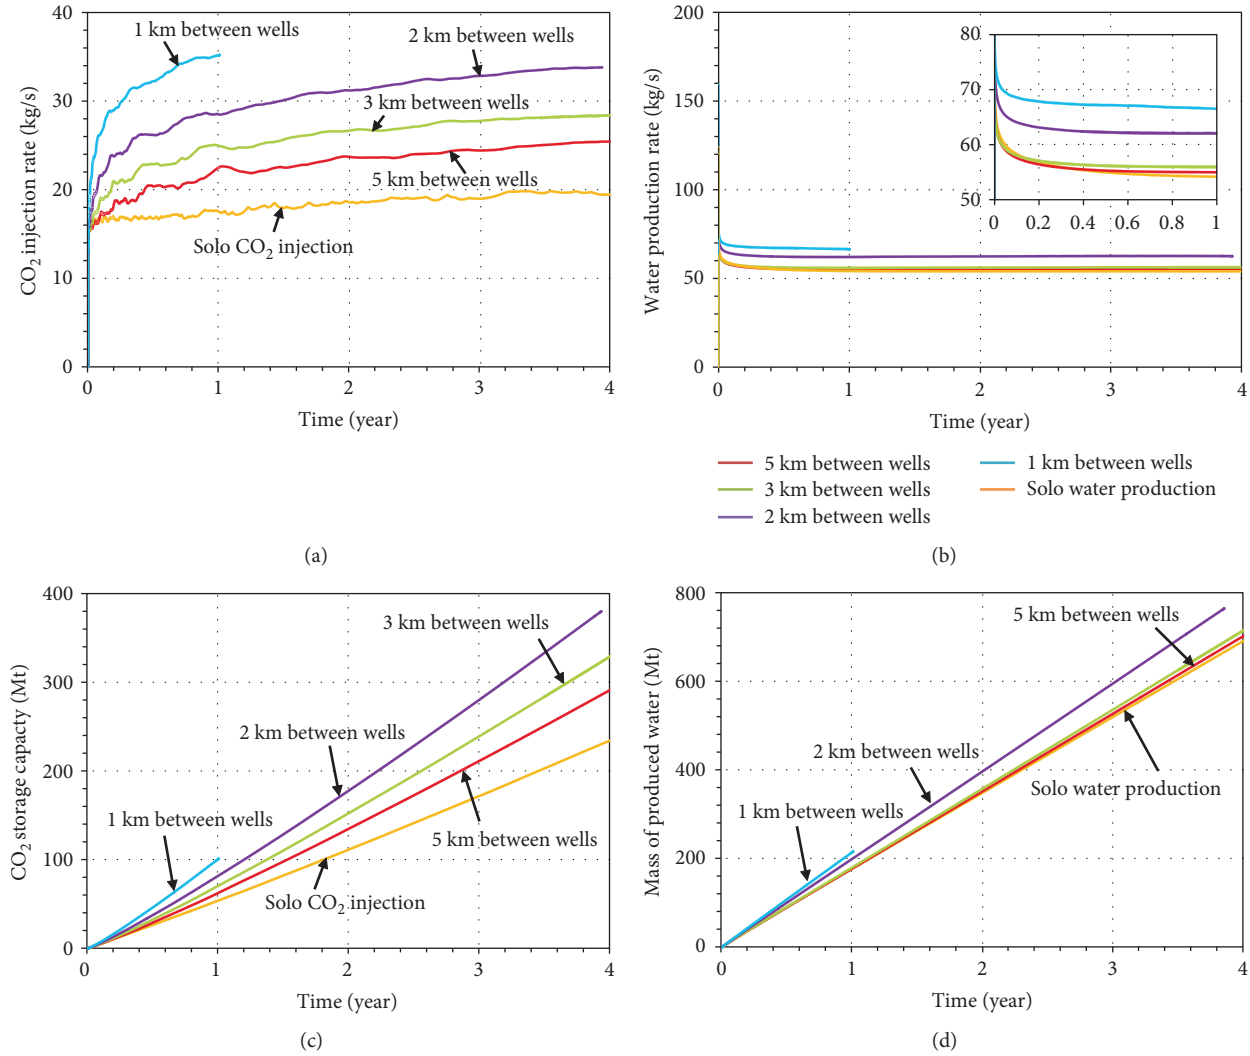 40
30
20
10
0
CO2 injection rate (kg/s)
1 km between wells
2 km between wells
3 km between wells
5 km between wells
Solo CO2 injection
0 1 2 3 4
Time (year)
(a)
200
150
100
50
0
Water production rate (kg/s)
80
70
60
50
0 0.2 0.4 0.6 0.8 1
0 1 2 3 4
Time (year)
5 km between wells
3 km between wells
2 km between wells
1 km between wells
Solo water production
(b)
400
300
200
100
0
CO2 storage capacty (Mt)
3 km between wells
2 km between wells
1 km between wells
5 km between wells
Solo CO2 injection
0 1 2 3 4
Time (year)
(c)
800
600
400
200
0
Mass of produced water (Mt)
5 km between wells
2 km between wells
Solo water production
1 km between wells
0 1 2 3 4
Time (year)
(d)